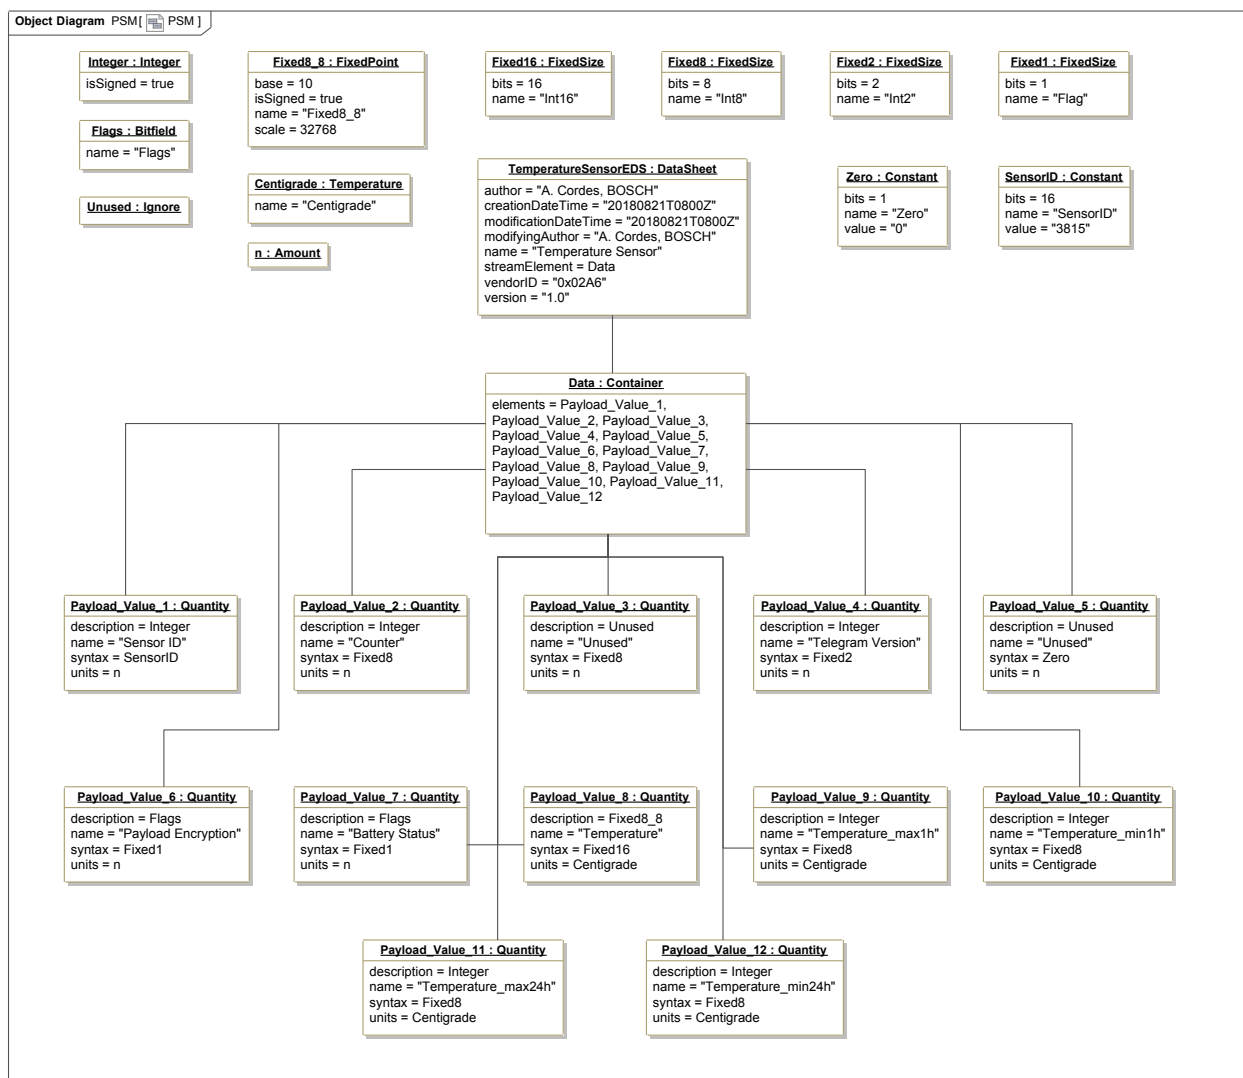 Object Diagram PSM[ PSM ]
Integer : Integer
isSigned = true
Fixed8_8 : FixedPoint
base = 10
isSigned = true
name = "Fixed8_8"
scale = 32768
Fixed16 : FixedSize
bits = 16
name = "Int16"
Fixed8 : FixedSize
bits = 8
name = "Int8"
Fixed2 : FixedSize
bits = 2
name = "Int2"
Fixed1 : FixedSize
bits = 1
name = "Flag"
Flags : Bitfield
name = "Flags"
Unused : Ignore
Centigrade : Temperature
name = "Centigrade"
n : Amount
TemperatureSensorEDS : DataSheet
author = "A. Cordes, BOSCH"
creationDateTime = "20180821T0800Z"
modificationDateTime = "20180821T0800Z"
modifyingAuthor = "A. Cordes, BOSCH"
name = "Temperature Sensor"
streamElement = Data
vendorID = "0x02A6"
version = "1.0"
Zero : Constant
bits = 1
name = "Zero"
value = "0"
SensorID : Constant
bits = 16
name = "SensorID"
value = "3815"
Data : Container
elements = Payload_Value_1,
Payload_Value_2, Payload_Value_3,
Payload_Value_4, Payload_Value_5,
Payload_Value_6, Payload_Value_7,
Payload_Value_8, Payload_Value_9,
Payload_Value_10, Payload_Value_11,
Payload_Value_12
Payload_Value_1 : Quantity
description = Integer
name = "Sensor ID"
syntax = SensorID
units = n
Payload_Value_2 : Quantity
description = Integer
name = "Counter"
syntax = Fixed8
units = n
Payload_Value_3 : Quantity
description = Unused
name = "Unused"
syntax = Fixed8
units = n
Payload_Value_4 : Quantity
description = Integer
name = "Telegram Version"
syntax = Fixed2
units = n
Payload_Value_5 : Quantity
description = Unused
name = "Unused"
syntax = Zero
units = n
Payload_Value_6 : Quantity
description = Flags
name = "Payload Encryption"
syntax = Fixed1
units = n
Payload_Value_7 : Quantity
description = Flags
name = "Battery Status"
syntax = Fixed1
units = n
Payload_Value_8 : Quantity
description = Fixed8_8
name = "Temperature"
syntax = Fixed16
units = Centigrade
Payload_Value_9 : Quantity
description = Integer
name = "Temperature_max1h"
syntax = Fixed8
units = Centigrade
Payload_Value_10 : Quantity
description = Integer
name = "Temperature_min1h"
syntax = Fixed8
units = Centigrade
Payload_Value_11 : Quantity
description = Integer
name = "Temperature_max24h"
syntax = Fixed8
units = Centigrade
Payload_Value_12 : Quantity
description = Integer
name = "Temperature_min24h"
syntax = Fixed8
units = Centigrade